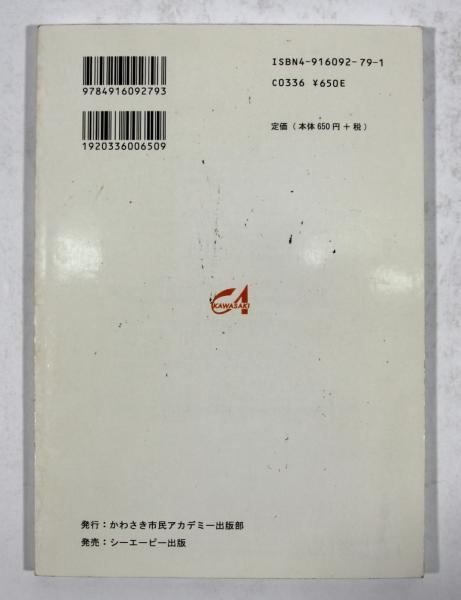 9784916092793
1920336006509
ISBN4-916092-79-1
C0336 ¥650E
定価(本体650円+税)
CA
KAWASAKI
発行:かわさき市民アカデミー出版部
発売:シーエーピー出版